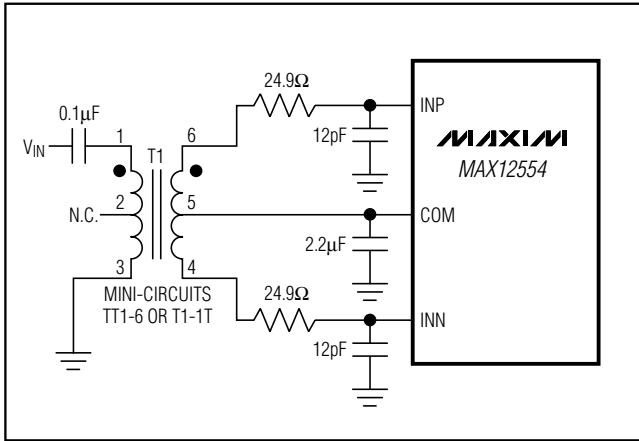 24.9Ω
0.1μF
INP
1
6
12pF
MAXIM
VIN
T1
MAX12554
2
5
N.C.
COM
2.2μF
3
4
MINI-CIRCUITS
TT1-6 OR T1-1T
24.9Ω
INN
12pF